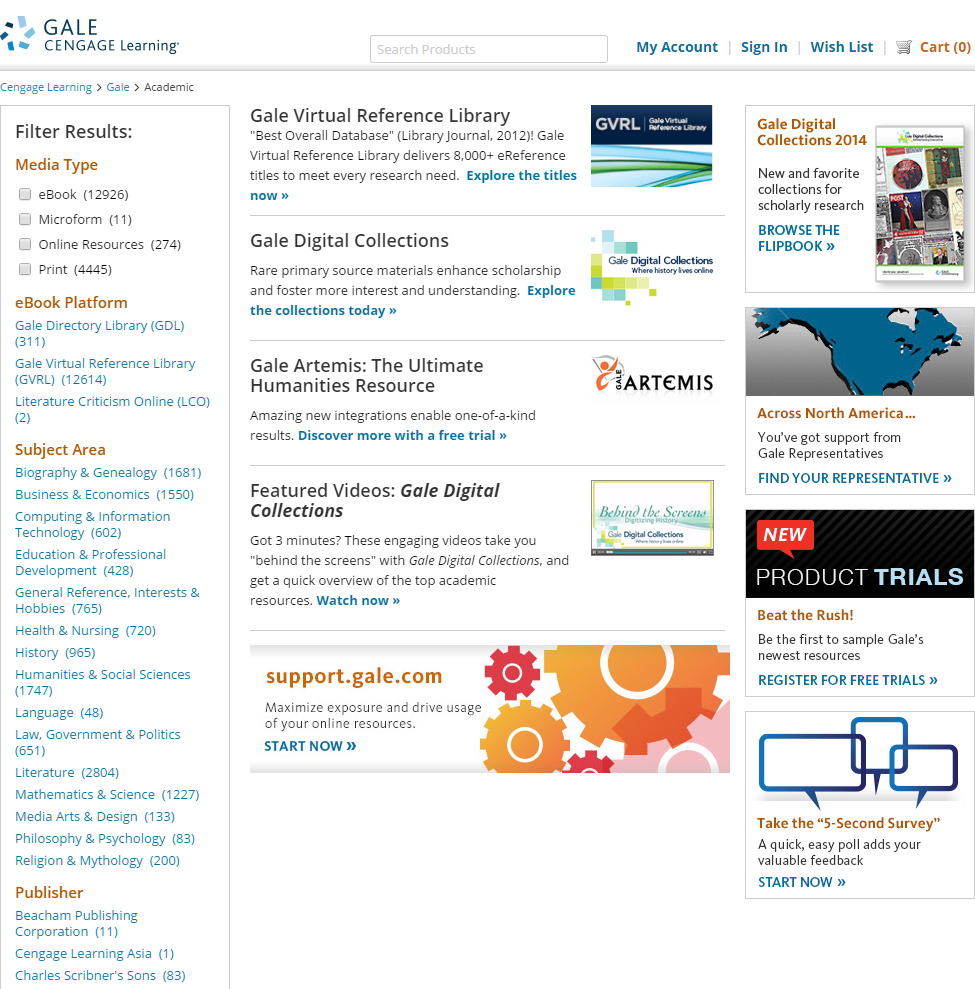 GALE
CENGAGE Learning
Search Products
My Account | Sign In | Wish List | Cart (0)
Cengage Learning > Gale > Academic
Filter Results:
Media Type
eBook (12926)
Microform (11)
Online Resources (274)
Print (4445)
eBook Platform
Gale Directory Library (GDL)
(311)
Gale Virtual Reference Library
(GVRL) (12614)
Literature Criticism Online (LCO)
(2)
Subject Area
Biography & Genealogy (1681)
Business & Economics (1550)
Computing & Information
Technology (602)
Education & Professional
Development (428)
General Reference, Interests &
Hobbies (765)
Health & Nursing (720)
History (965)
Humanities & Social Sciences
(1747)
Language (48)
Law, Government & Politics
(651)
Literature (2804)
Mathematics & Science (1227)
Media Arts & Design (133)
Philosophy & Psychology (83)
Religion & Mythology (200)
Publisher
Beacham Publishing
Corporation (11)
Cengage Learning Asia (1)
Charles Scribner's Sons (83)
Gale Virtual Reference Library
"Best Overall Database" (Library Journal, 2012)! Gale
Virtual Reference Library delivers 8,000+ eReference
titles to meet every research need. Explore the titles
now »
GVRL Gale Virtual
Reference Library
Gale Digital Collections
Rare primary source materials enhance scholarship
and foster more interest and understanding. Explore
the collections today »
Gale Digital Collections
Where history lives online
Gale Artemis: The Ultimate
Humanities Resource
Amazing new integrations enable one-of-a-kind
results. Discover more with a free trial »
GALE
ARTEMIS
Featured Videos: Gale Digital
Collections
Got 3 minutes? These engaging videos take you
"behind the screens" with Gale Digital Collections, and
get a quick overview of the top academic
resources. Watch now »
Behind the Screens
Digitizing History
Gale Digital Collections
Where history lives online
support.gale.com
Maximize exposure and drive usage
of your online resources.
START NOW »
Gale Digital
Collections 2014
New and favorite
collections for
scholarly research
BROWSE THE
FLIPBOOK »
Gale Digital Collections
POST
Across North America...
You've got support from
Gale Representatives
FIND YOUR REPRESENTATIVE »
NEW
PRODUCT TRIALS
Beat the Rush!
Be the first to sample Gale's
newest resources
REGISTER FOR FREE TRIALS »
Take the “5-Second Survey”
A quick, easy poll adds your
valuable feedback
START NOW »